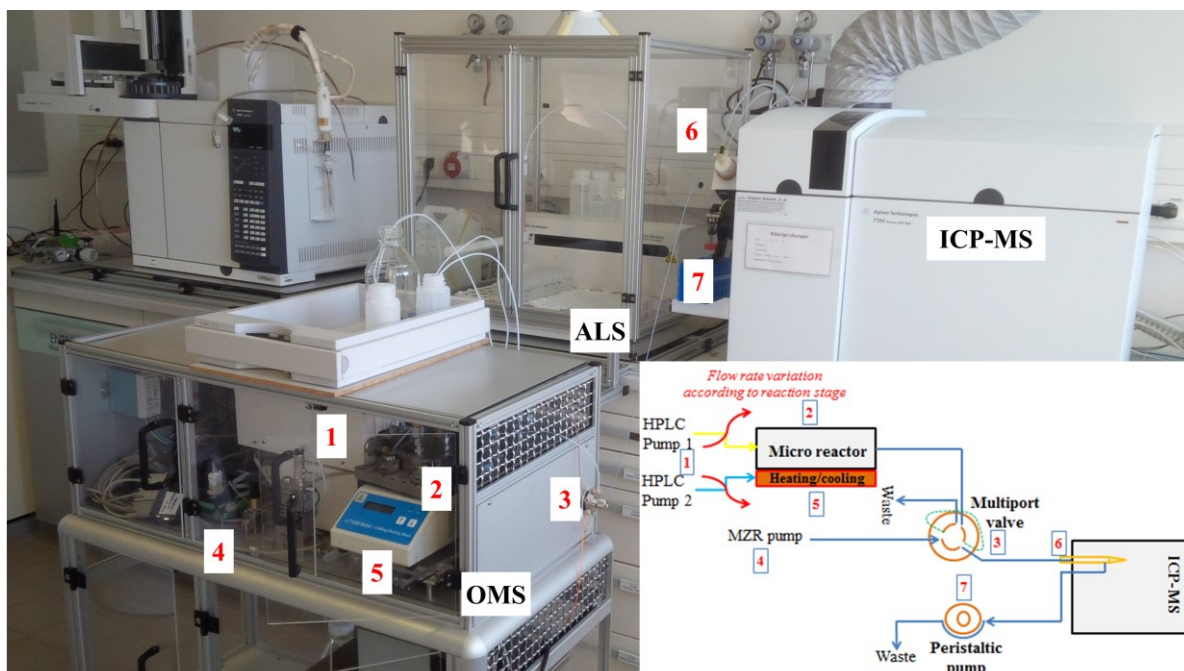 6
ICP-MS
Agilent Technologies
7
ALS
1
2
3
4
5
OMS
Flow rate variation
according to reaction stage
2
HPLC
Pump 1
1
Micro reactor
HPLC
Pump 2
Heating/cooling
5
Waste
Multiport
valve
MZR pump
4
3
6
ICP-MS
7
Waste
Peristaltic
pump